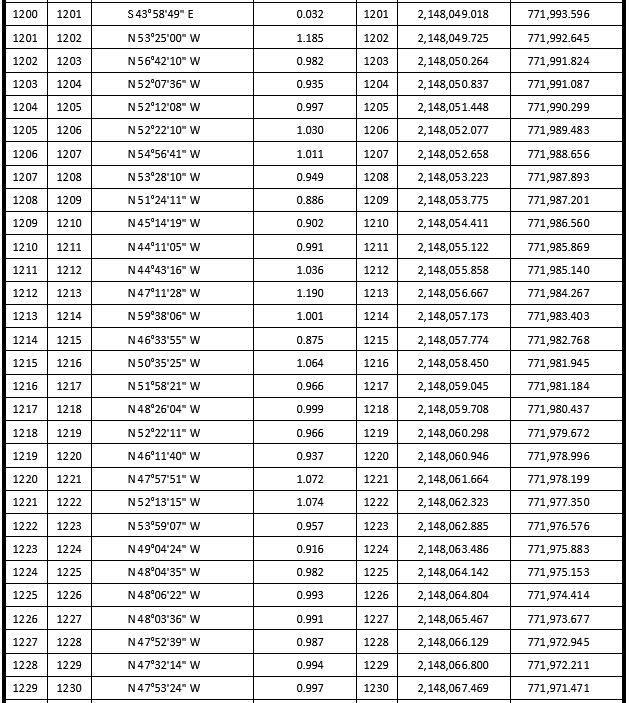 1200 1201 S 43°58'49" E 0.032 1201 2,148,049.018 771,993.596
1201 1202 N 53°25'00" W 1.185 1202 2,148,049.725 771,992.645
1202 1203 N 56°42'10" W 0.982 1203 2,148,050.264 771,991.824
1203 1204 N 52°07'36" W 0.935 1204 2,148,050.837 771,991.087
1204 1205 N 52°12'08" W 0.997 1205 2,148,051.448 771,990.299
1205 1206 N 52°22'10" W 1.030 1206 2,148,052.077 771,989.483
1206 1207 N 54°56'41" W 1.011 1207 2,148,052.658 771,988.656
1207 1208 N 53°28'10" W 0.949 1208 2,148,053.223 771,987.893
1208 1209 N 51°24'11" W 0.886 1209 2,148,053.775 771,987.201
1209 1210 N 45°14'19" W 0.902 1210 2,148,054.411 771,986.560
1210 1211 N 44°11'05" W 0.991 1211 2,148,055.122 771,985.869
1211 1212 N 44°43'16" W 1.036 1212 2,148,055.858 771,985.140
1212 1213 N 47°11'28" W 1.190 1213 2,148,056.667 771,984.267
1213 1214 N 59°38'06" W 1.001 1214 2,148,057.173 771,983.403
1214 1215 N 46°33'55" W 0.875 1215 2,148,057.774 771,982.768
1215 1216 N 50°35'25" W 1.064 1216 2,148,058.450 771,981.945
1216 1217 N 51°58'21" W 0.966 1217 2,148,059.045 771,981.184
1217 1218 N 48°26'04" W 0.999 1218 2,148,059.708 771,980.437
1218 1219 N 52°22'11" W 0.966 1219 2,148,060.298 771,979.672
1219 1220 N 46°11'40" W 0.937 1220 2,148,060.946 771,978.996
1220 1221 N 47°57'51" W 1.072 1221 2,148,061.664 771,978.199
1221 1222 N 52°13'15" W 1.074 1222 2,148,062.323 771,977.350
1222 1223 N 53°59'07" W 0.957 1223 2,148,062.885 771,976.576
1223 1224 N 49°04'24" W 0.916 1224 2,148,063.486 771,975.883
1224 1225 N 48°04'35" W 0.982 1225 2,148,064.142 771,975.153
1225 1226 N 48°06'22" W 0.993 1226 2,148,064.804 771,974.414
1226 1227 N 48°03'36" W 0.991 1227 2,148,065.467 771,973.677
1227 1228 N 47°52'39" W 0.987 1228 2,148,066.129 771,972.945
1228 1229 N 47°32'14" W 0.994 1229 2,148,066.800 771,972.211
1229 1230 N 47°53'24" W 0.997 1230 2,148,067.469 771,971.471